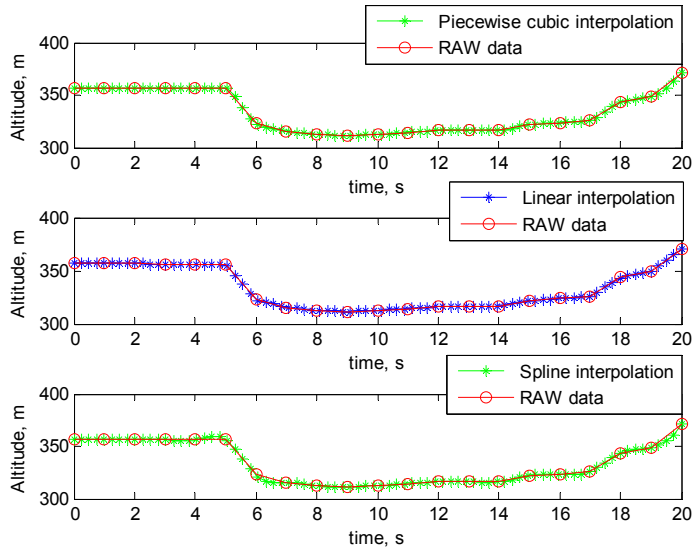 Piecewise cubic interpolation
RAW data
400
350
300
Altitude, m
0 2 4 6 8 10 12 14 16 18 20
time, s
Linear interpolation
RAW data
400
350
300
Altitude, m
0 2 4 6 8 10 12 14 16 18 20
time, s
Spline interpolation
RAW data
400
350
300
Altitude, m
0 2 4 6 8 10 12 14 16 18 20
time, s